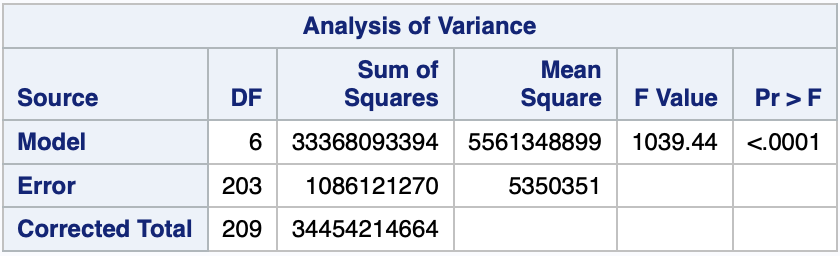 Analysis of Variance
Source DF Sum of Squares Mean Square F Value Pr > F
Model 6 33368093394 5561348899 1039.44 <.0001
Error 203 1086121270 5350351
Corrected Total 209 34454214664